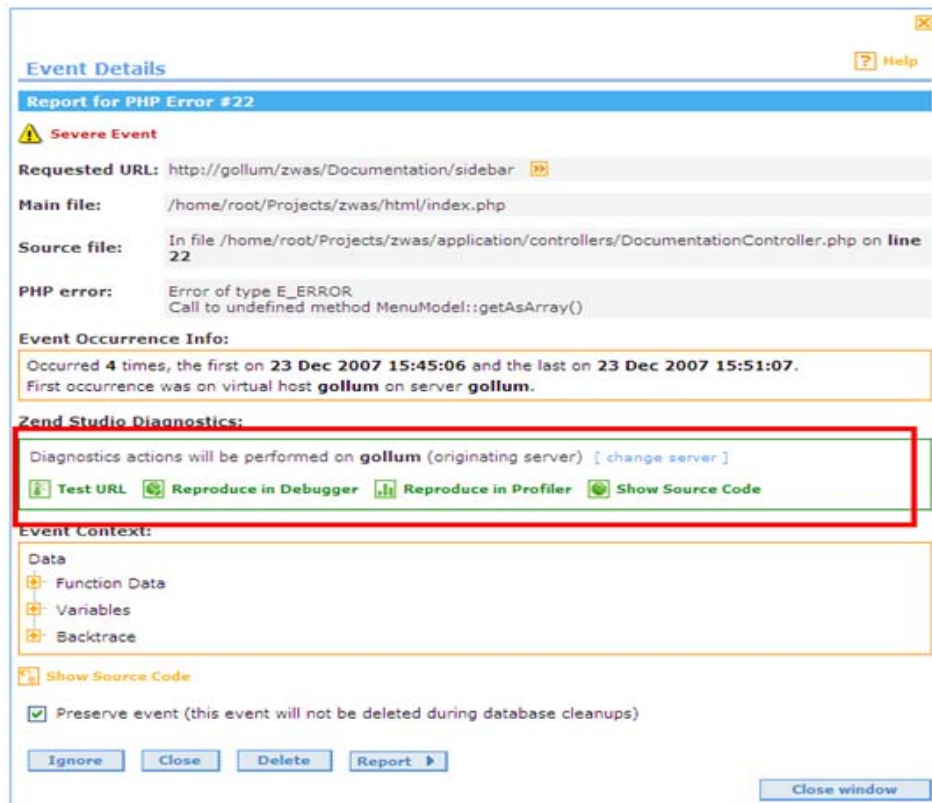 Event Details
? Help
Report for PHP Error #22
Severe Event
Requested URL: http://gollum/zwas/Documentation/sidebar
Main file: /home/root/Projects/zwas/html/index.php
Source file: In file /home/root/Projects/zwas/application/controllers/DocumentationController.php on line
22
PHP error: Error of type E_ERROR
Call to undefined method MenuModel::getAsArray()
Event Occurrence Info:
Occurred 4 times, the first on 23 Dec 2007 15:45:06 and the last on 23 Dec 2007 15:51:07.
First occurrence was on virtual host gollum on server gollum.
Zend Studio Diagnostics:
Diagnostics actions will be performed on gollum (originating server) [ change server ]
Test URL Reproduce in Debugger Reproduce in Profiler Show Source Code
Event Context:
Data
Function Data
Variables
Backtrace
Show Source Code
Preserve event (this event will not be deleted during database cleanups)
Ignore Close Delete Report
Close window